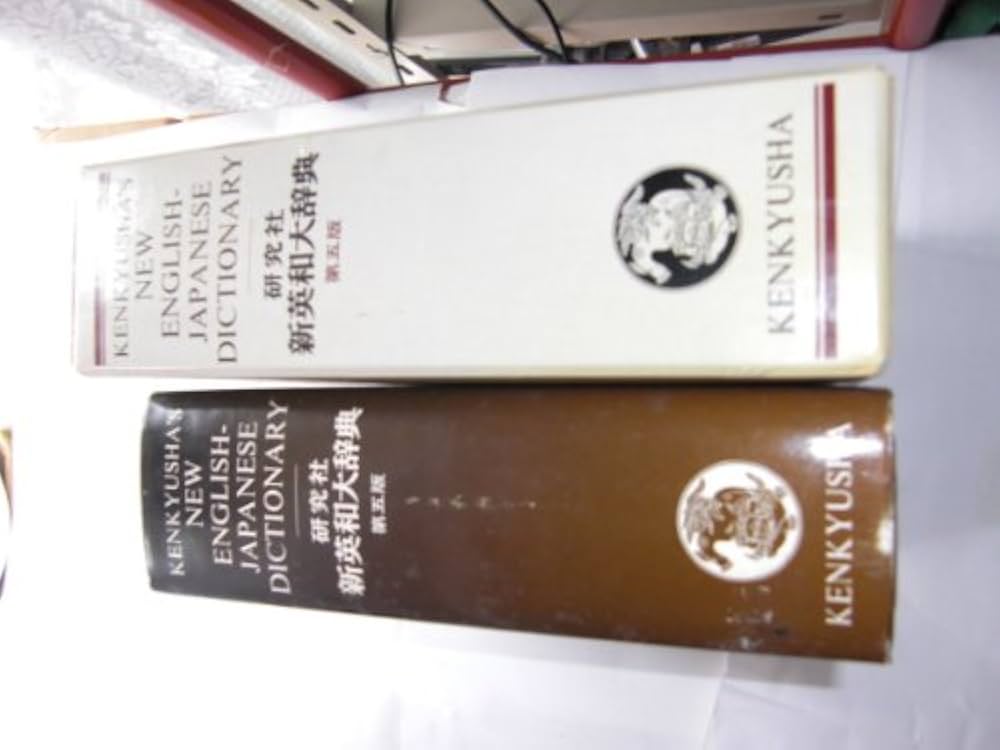 KENKYUSHA'S
NEW
ENGLISH-
JAPANESE
DICTIONARY
研究社
新英和大辞典
第五版
KENKYUSHA
KENKYUSHA'S
NEW
ENGLISH-
JAPANESE
DICTIONARY
研究社
新英和大辞典
第五版
KENKYUSHA